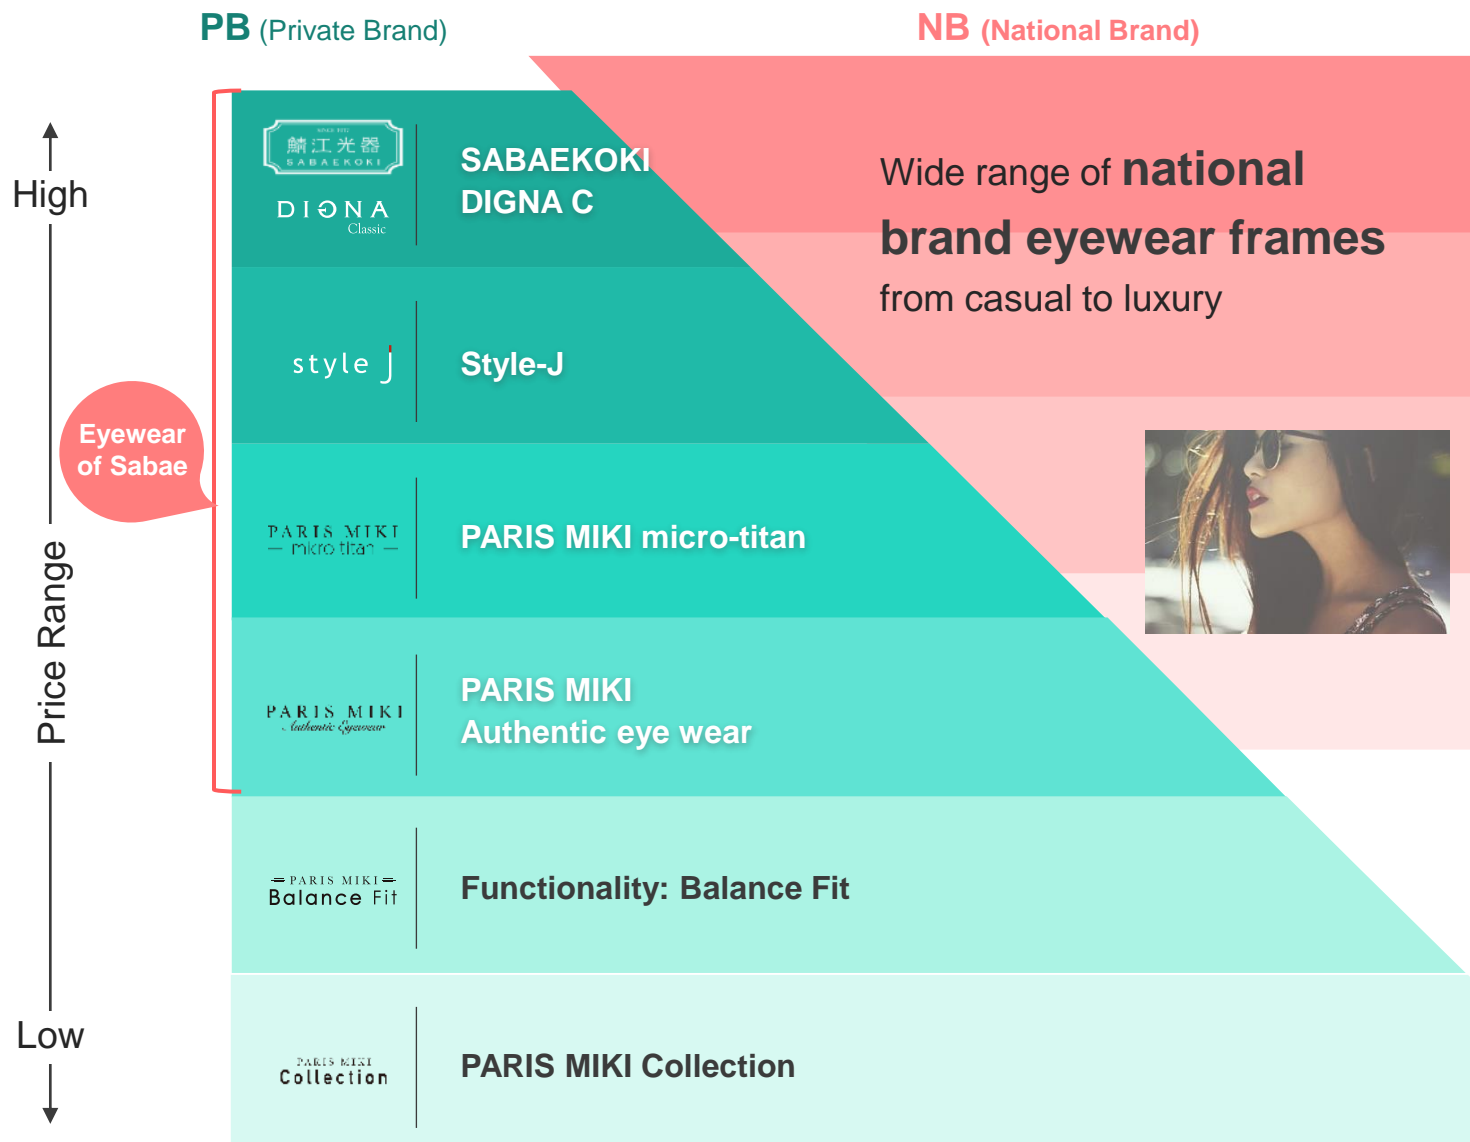 PB (Private Brand)
NB (National Brand)
High
Price Range
Low
Eyewear
of Sabae
SINCE 1972
鯖江光器
SABAEKOKI
DIGNA
Classic
SABAEKOKI
DIGNA C
style J
Style-J
PARIS MIKI
micro titan
PARIS MIKI micro-titan
PARIS MIKI
Authentic Eyewear
PARIS MIKI
Authentic eye wear
PARIS MIKI
Balance Fit
Functionality: Balance Fit
PARIS MIKI
Collection
PARIS MIKI Collection
Wide range of national
brand eyewear frames
from casual to luxury